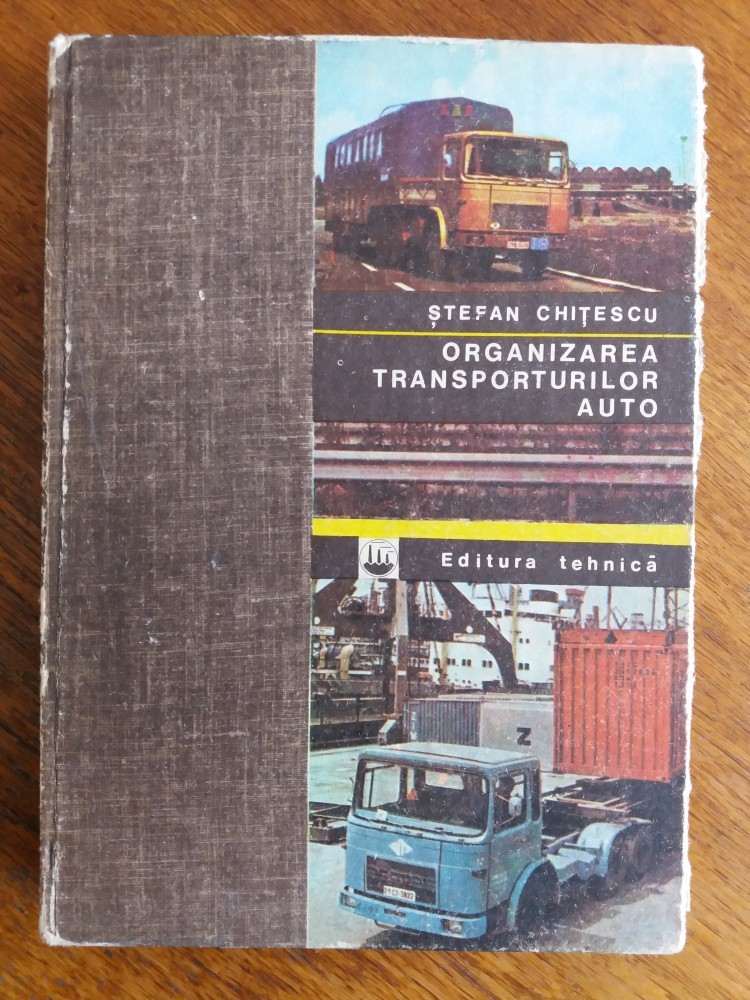 ȘTEFAN CHIȚESCU
ORGANIZAREA
TRANSPORTURILOR
AUTO
Editura tehnică
Z